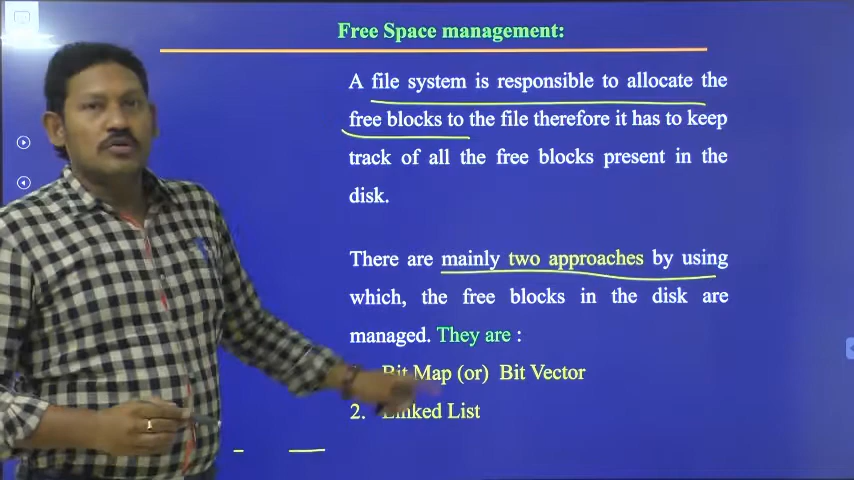 Free Space management:
A file system is responsible to allocate the
free blocks to the file therefore it has to keep
track of all the free blocks present in the
disk.
There are mainly two approaches by using
which, the free blocks in the disk are
managed. They are :
Bit Map (or) Bit Vector
2. Linked List